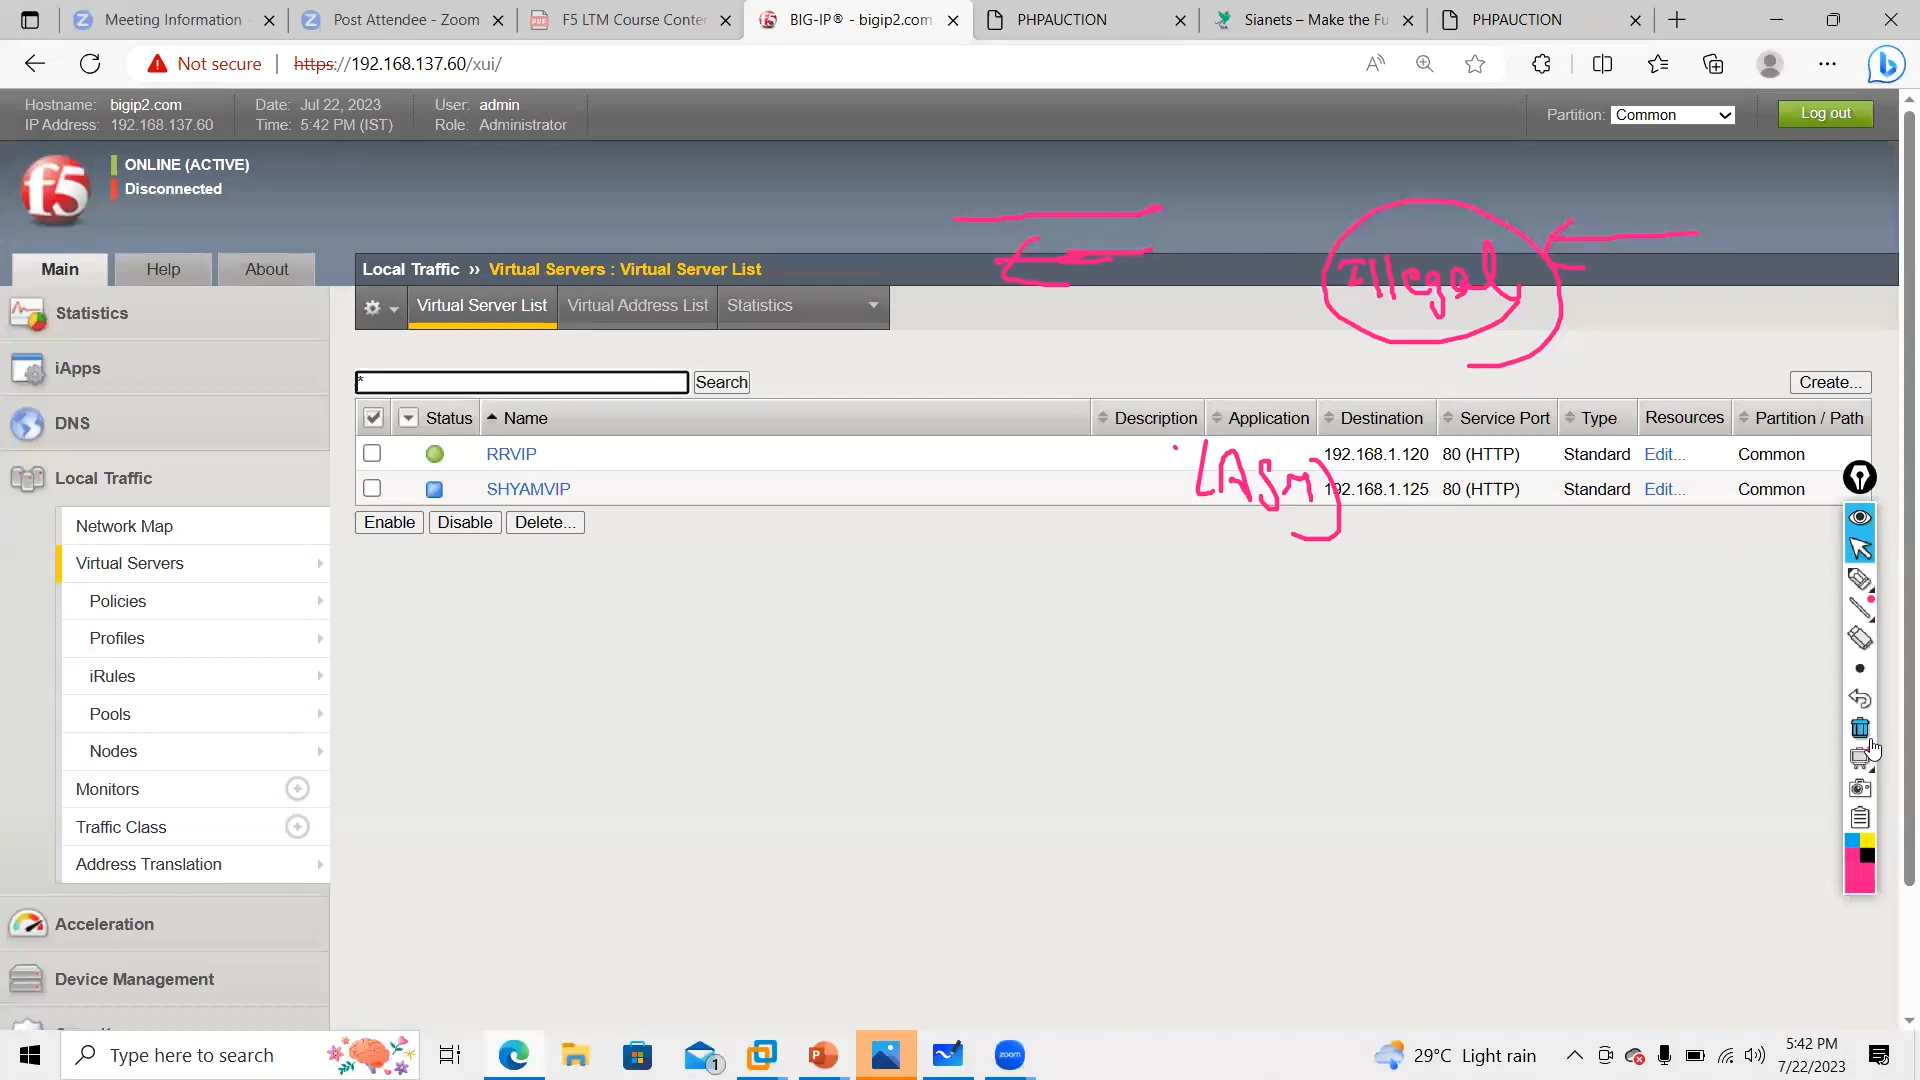 Meeting Information
Post Attendee - Zoom
F5 LTM Course Conter
BIG-IP® - bigip2.com
PHPAUCTION
Sianets – Make the Fu
PHPAUCTION
Not secure
https://192.168.137.60/xui/
Hostname: bigip2.com
IP Address: 192.168.137.60
Date: Jul 22, 2023
Time: 5:42 PM (IST)
User: admin
Role: Administrator
Partition: Common
Log out
f5
ONLINE (ACTIVE)
Disconnected
Main
Help
About
Local Traffic ›› Virtual Servers : Virtual Server List
Illegal
Virtual Server List
Virtual Address List
Statistics
Statistics
iApps
DNS
Local Traffic
Network Map
Virtual Servers
Policies
Profiles
iRules
Pools
Nodes
Monitors
Traffic Class
Address Translation
Acceleration
Device Management
*
Search
Create...
Status Name Description Application Destination Service Port Type Resources Partition / Path
RRVIP 192.168.1.120 80 (HTTP) Standard Edit... Common
SHYAMVIP 192.168.1.125 80 (HTTP) Standard Edit... Common
(ASM)
Enable Disable Delete...
Type here to search
1
zoom
29°C Light rain
5:42 PM
7/22/2023